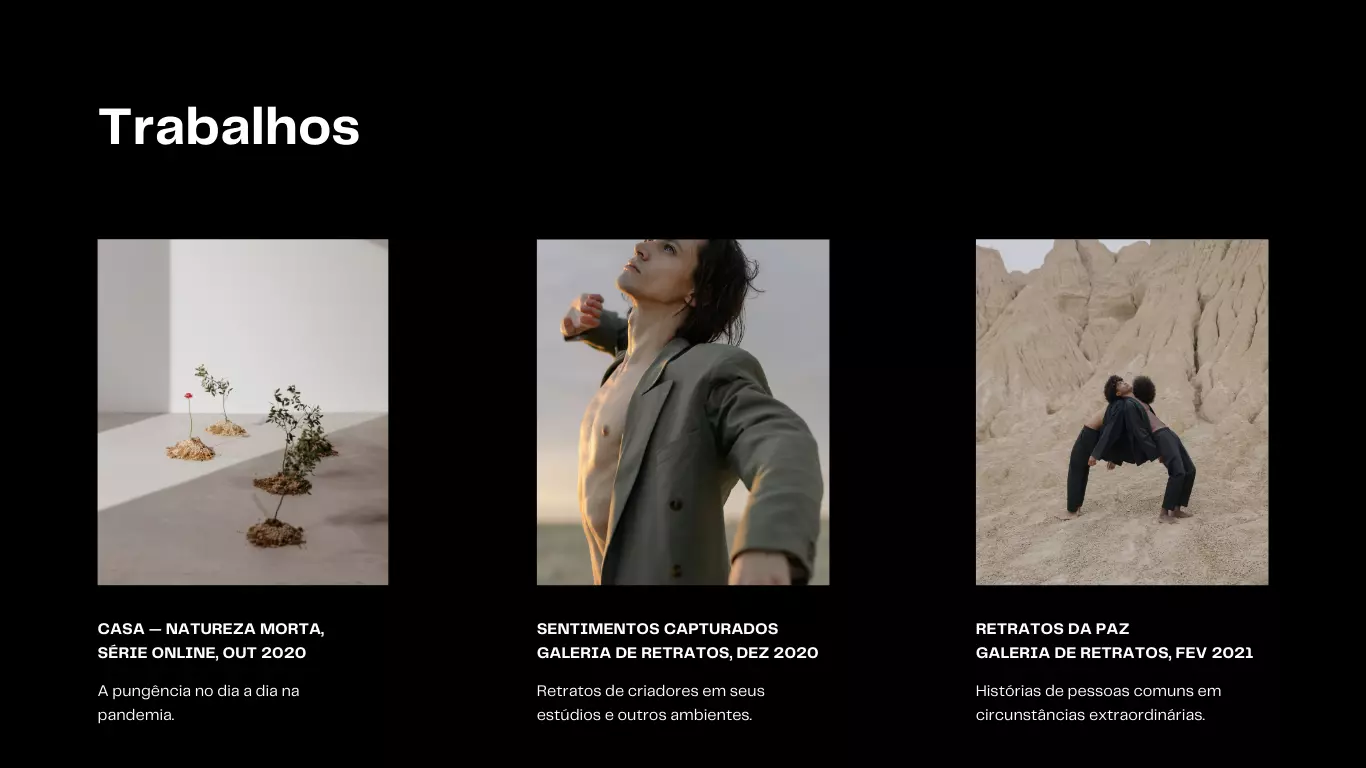 Trabalhos
CASA — NATUREZA MORTA,
SÉRIE ONLINE, OUT 2020
A pungência no dia a dia na
pandemia.
SENTIMENTOS CAPTURADOS
GALERIA DE RETRATOS, DEZ 2020
Retratos de criadores em seus
estúdios e outros ambientes.
RETRATOS DA PAZ
GALERIA DE RETRATOS, FEV 2021
Histórias de pessoas comuns em
circunstâncias extraordinárias.